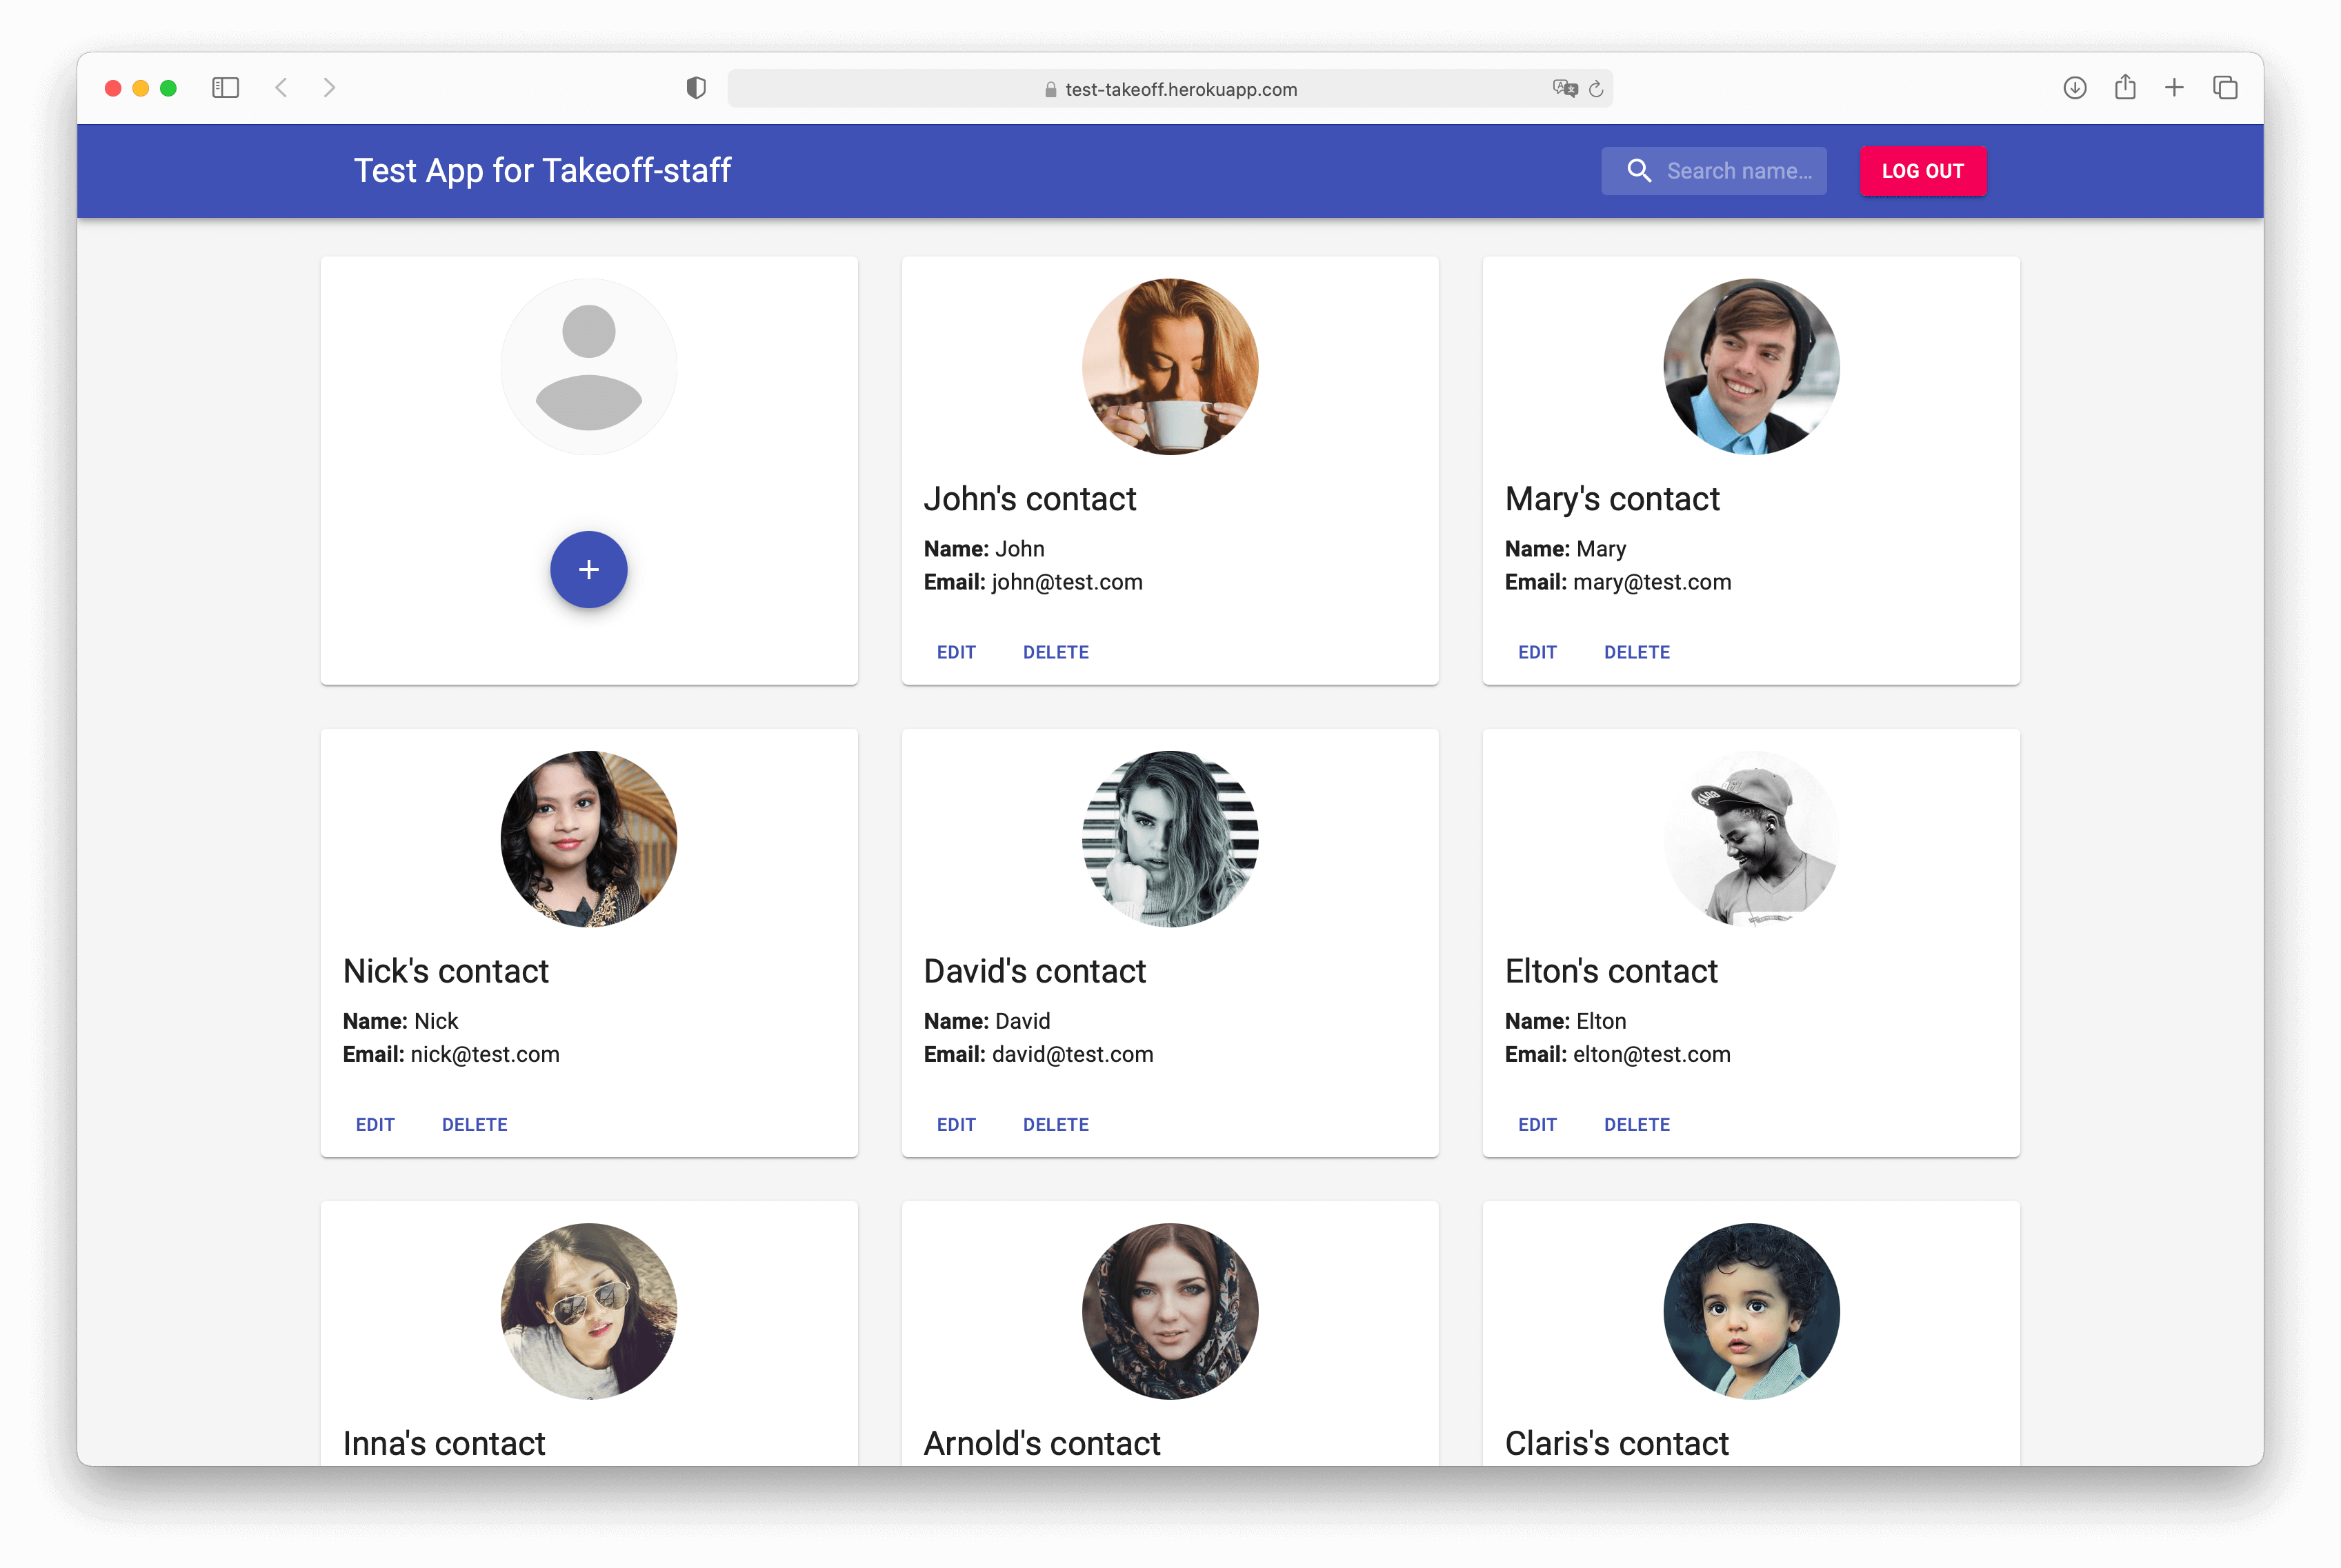 test-takeoff.herokuapp.com
Test App for Takeoff-staff
Search name...
LOG OUT
+
John's contact
Name: John
Email: john@test.com
EDIT DELETE
Mary's contact
Name: Mary
Email: mary@test.com
EDIT DELETE
Nick's contact
Name: Nick
Email: nick@test.com
EDIT DELETE
David's contact
Name: David
Email: david@test.com
EDIT DELETE
Elton's contact
Name: Elton
Email: elton@test.com
EDIT DELETE
Inna's contact
Arnold's contact
Claris's contact